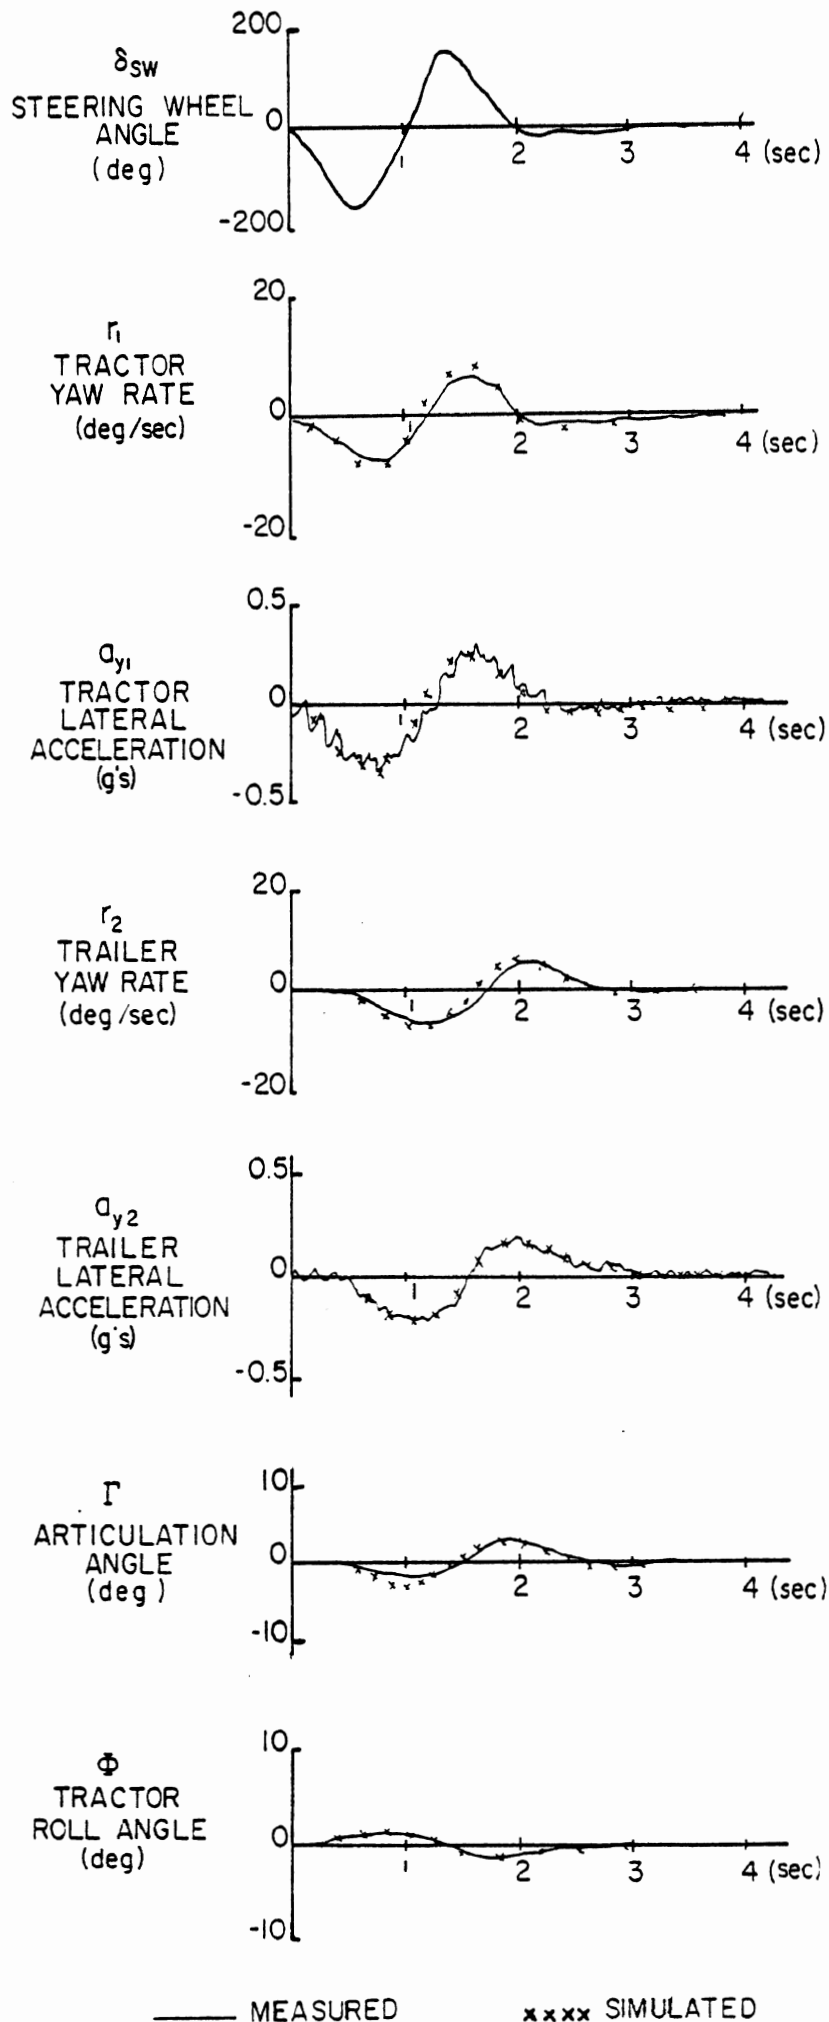 200
δSW
STEERING WHEEL
ANGLE
(deg)
0
-200
1 2 3 4 (sec)
20
r1
TRACTOR
YAW RATE
(deg/sec)
0
-20
1 2 3 4 (sec)
0.5
ay1
TRACTOR
LATERAL
ACCELERATION
(g's)
0
-0.5
1 2 3 4 (sec)
20
r2
TRAILER
YAW RATE
(deg/sec)
0
-20
1 2 3 4 (sec)
0.5
ay2
TRAILER
LATERAL
ACCELERATION
(g's)
0
-0.5
1 2 3 4 (sec)
10
Γ
ARTICULATION
ANGLE
(deg)
0
-10
1 2 3 4 (sec)
10
Φ
TRACTOR
ROLL ANGLE
(deg)
0
-10
1 2 3 4 (sec)
MEASURED xxxx SIMULATED